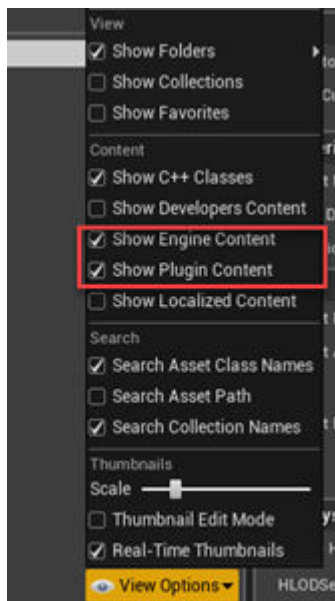 View
Show Folders
Show Collections
Show Favorites
Content
Show C++ Classes
Show Developers Content
Show Engine Content
Show Plugin Content
Show Localized Content
Search
Search Asset Class Names
Search Asset Path
Search Collection Names
Thumbnails
Scale
Thumbnail Edit Mode
Real-Time Thumbnails
View Options
HLODSe